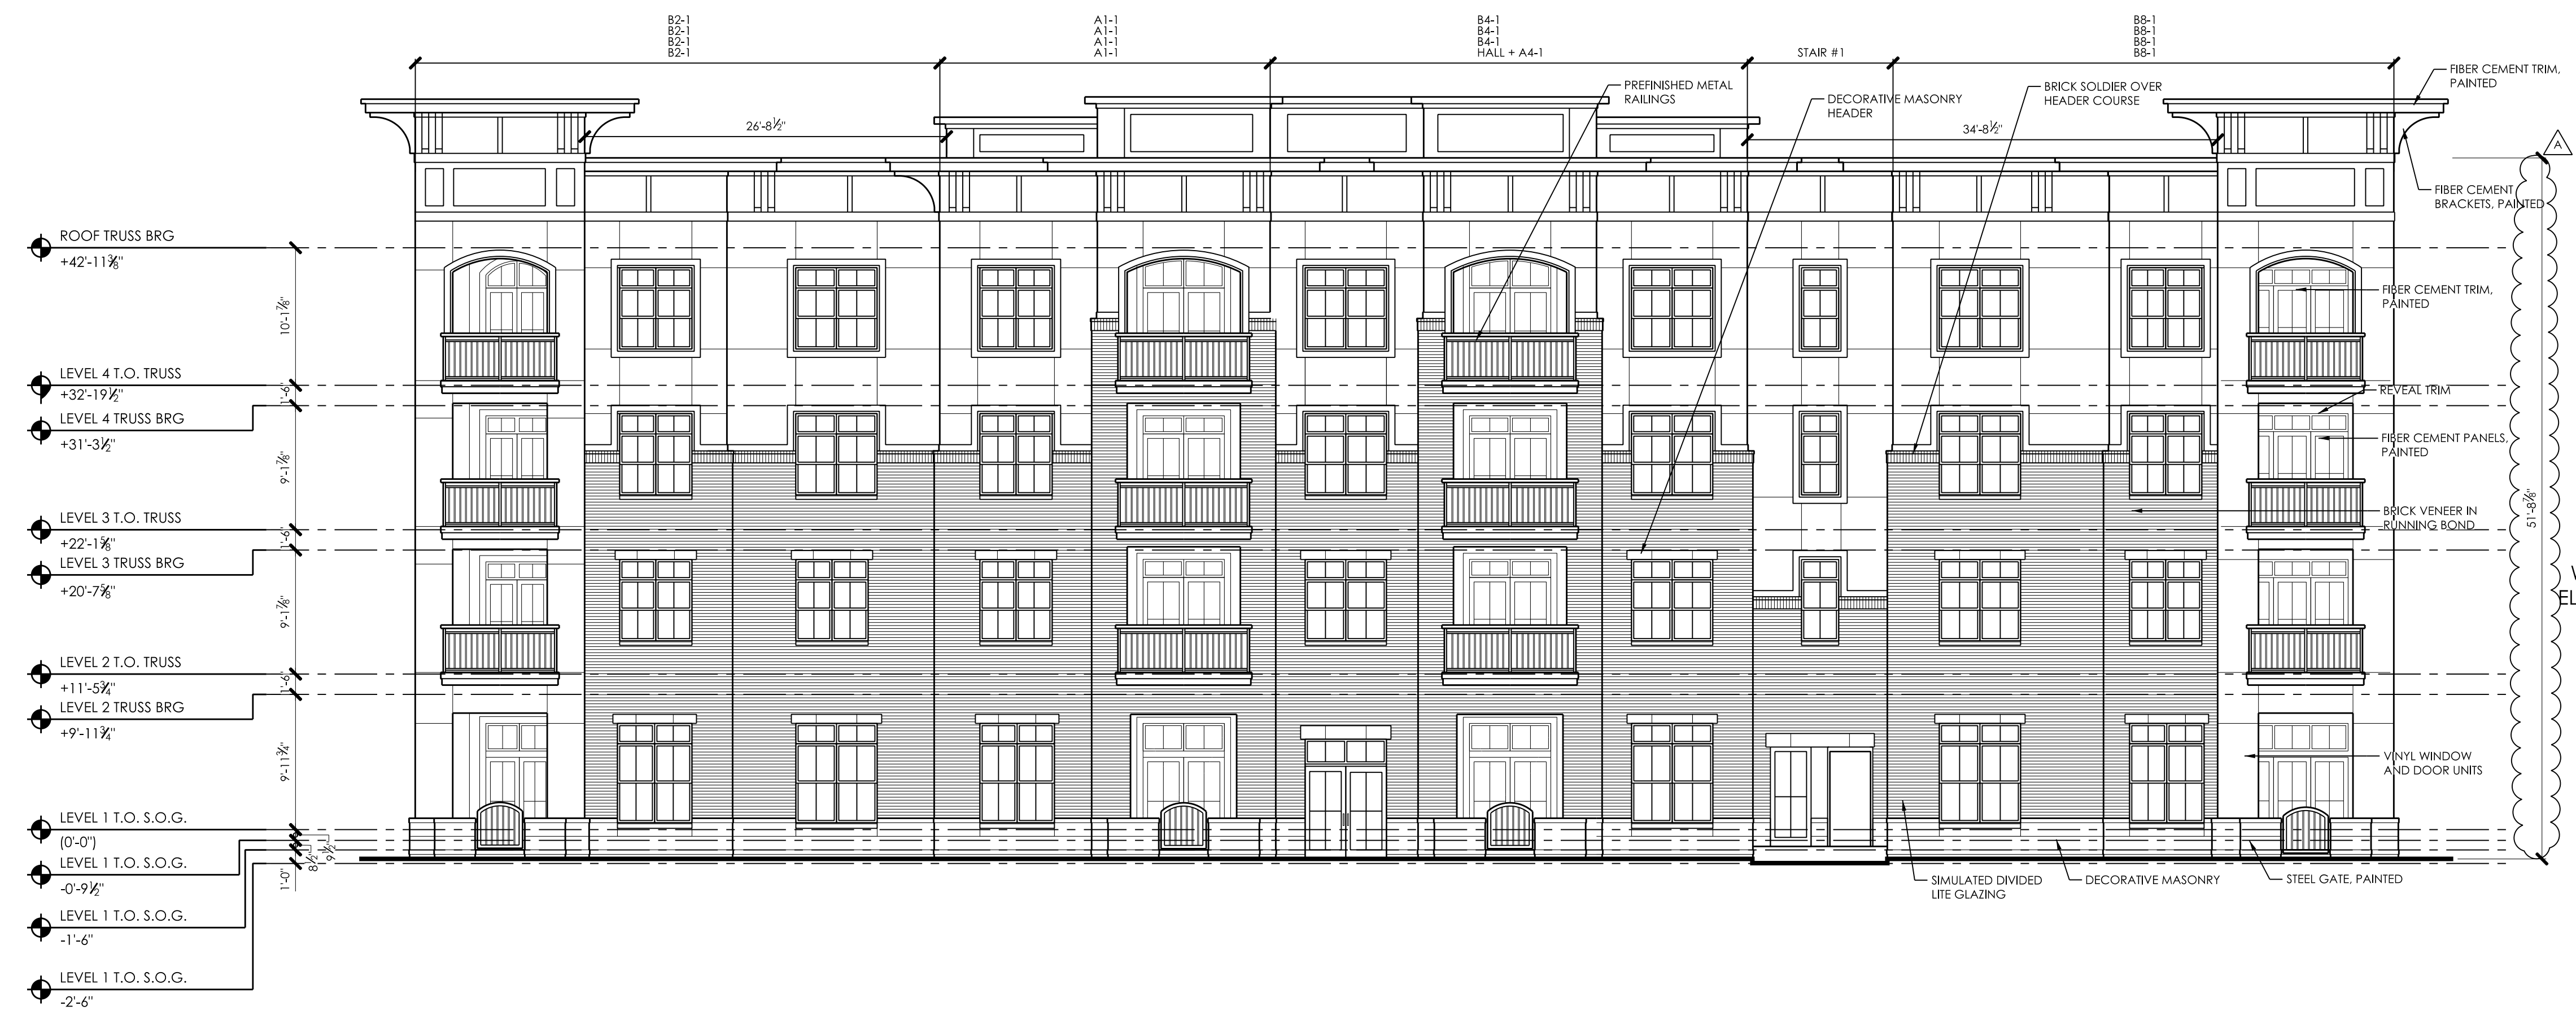 B2-1
B2-1
B2-1
B2-1
A1-1
A1-1
A1-1
A1-1
B4-1
B4-1
B4-1
HALL + A4-1
STAIR #1
B8-1
B8-1
B8-1
B8-1
PREFINISHED METAL
RAILINGS
DECORATIVE MASONRY
HEADER
BRICK SOLDIER OVER
HEADER COURSE
FIBER CEMENT TRIM,
PAINTED
26'-8½"
34'-8½"
A
FIBER CEMENT
BRACKETS, PAINTED
ROOF TRUSS BRG
+42'-11⅜"
10'-1⅞"
FIBER CEMENT TRIM,
PAINTED
LEVEL 4 T.O. TRUSS
+32'-19½"
1'-6"
LEVEL 4 TRUSS BRG
+31'-3½"
REVEAL TRIM
FIBER CEMENT PANELS,
PAINTED
9'-1⅞"
LEVEL 3 T.O. TRUSS
+22'-1⅝"
1'-6"
LEVEL 3 TRUSS BRG
+20'-7⅝"
BRICK VENEER IN
RUNNING BOND
51'-8⅞"
EL
9'-1⅞"
LEVEL 2 T.O. TRUSS
+11'-5¾"
1'-6"
LEVEL 2 TRUSS BRG
+9'-11¾"
9'-11¾"
VINYL WINDOW
AND DOOR UNITS
LEVEL 1 T.O. S.O.G.
(0'-0")
LEVEL 1 T.O. S.O.G.
-0'-9½"
1'-0"
8½"
9½"
LEVEL 1 T.O. S.O.G.
-1'-6"
LEVEL 1 T.O. S.O.G.
-2'-6"
SIMULATED DIVIDED
LITE GLAZING
DECORATIVE MASONRY
STEEL GATE, PAINTED